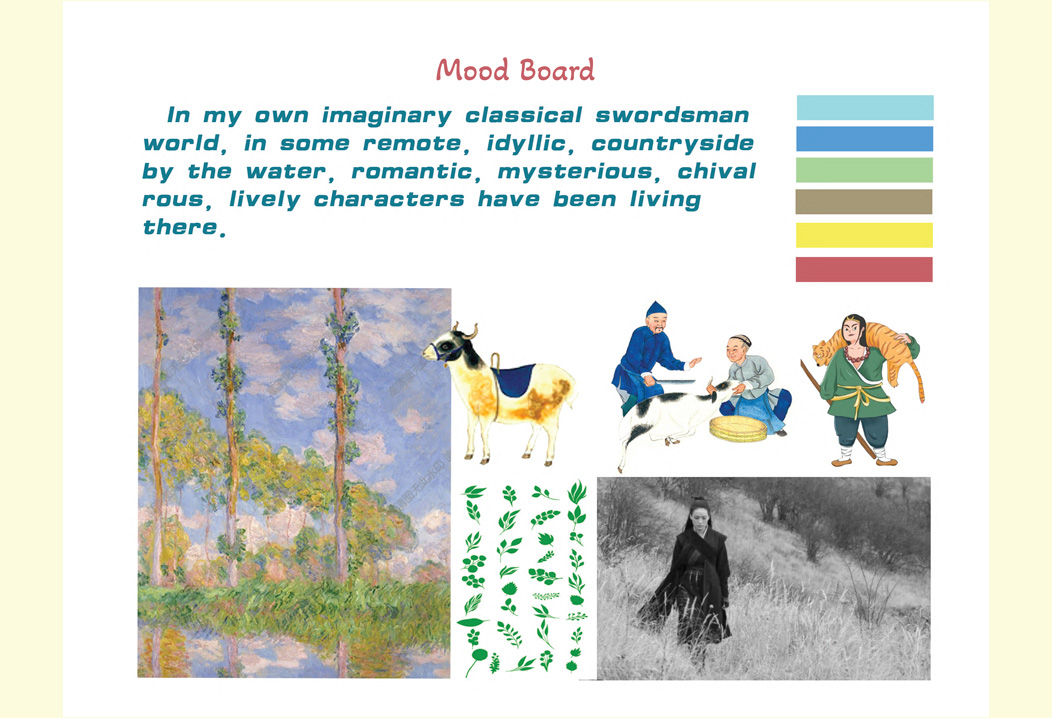 Mood Board
In my own imaginary classical swordsman
world, in some remote, idyllic, countryside
by the water, romantic, mysterious, chival
rous, lively characters have been living
there.